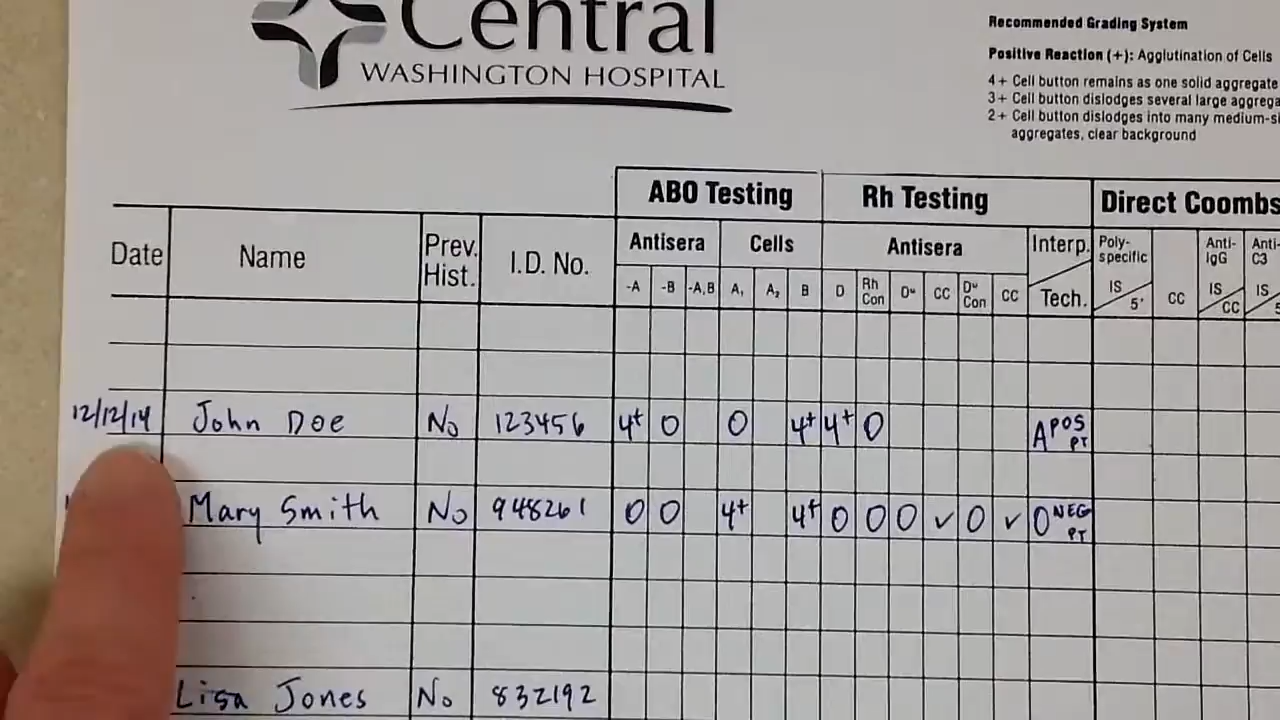 Central
WASHINGTON HOSPITAL
Recommended Grading System
Positive Reaction (+): Agglutination of Cells
4+ Cell button remains as one solid aggregate
3+ Cell button dislodges several large
2+ Cell button dislodges into many
aggregates, clear background
ABO Testing Rh Testing Direct Coombs
Date Name Prev. Hist. I.D. No. Antisera Cells Antisera Interp. Tech. Poly-specific Anti-IgG Anti-C3
-A -B -A,B A₁ A₂ B D Rh Con Dᵘ CC Dᵘ Con CC IS 5' CC IS CC IS
12/12/14 John Doe No 123456 4+ 0 0 4+ 4+ 0 A POS PT
Mary Smith No 948261 0 0 4+ 4+ 0 0 0 ✓ 0 ✓ 0 NEG PT
Lisa Jones No 832192